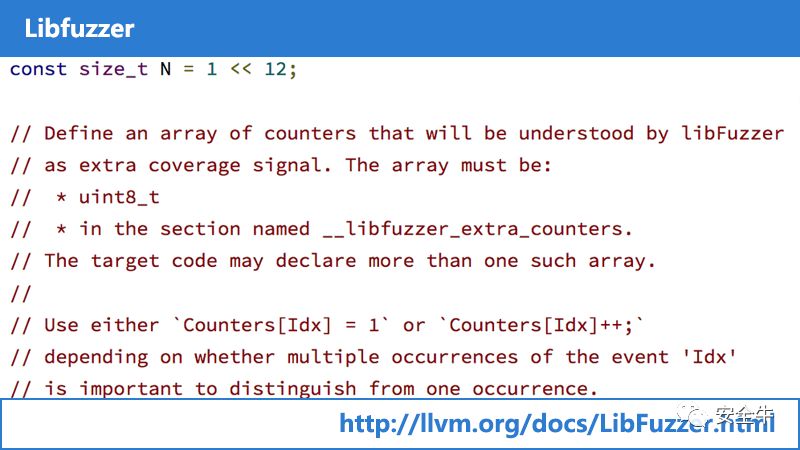 Libfuzzer
const size_t N = 1 << 12;
// Define an array of counters that will be understood by libFuzzer
// as extra coverage signal. The array must be:
//  * uint8_t
//  * in the section named __libfuzzer_extra_counters.
// The target code may declare more than one such array.
//
// Use either `Counters[Idx] = 1` or `Counters[Idx]++;`
// depending on whether multiple occurrences of the event 'Idx'
// is important to distinguish from one occurrence.
安全牛
http://llvm.org/docs/LibFuzzer.html